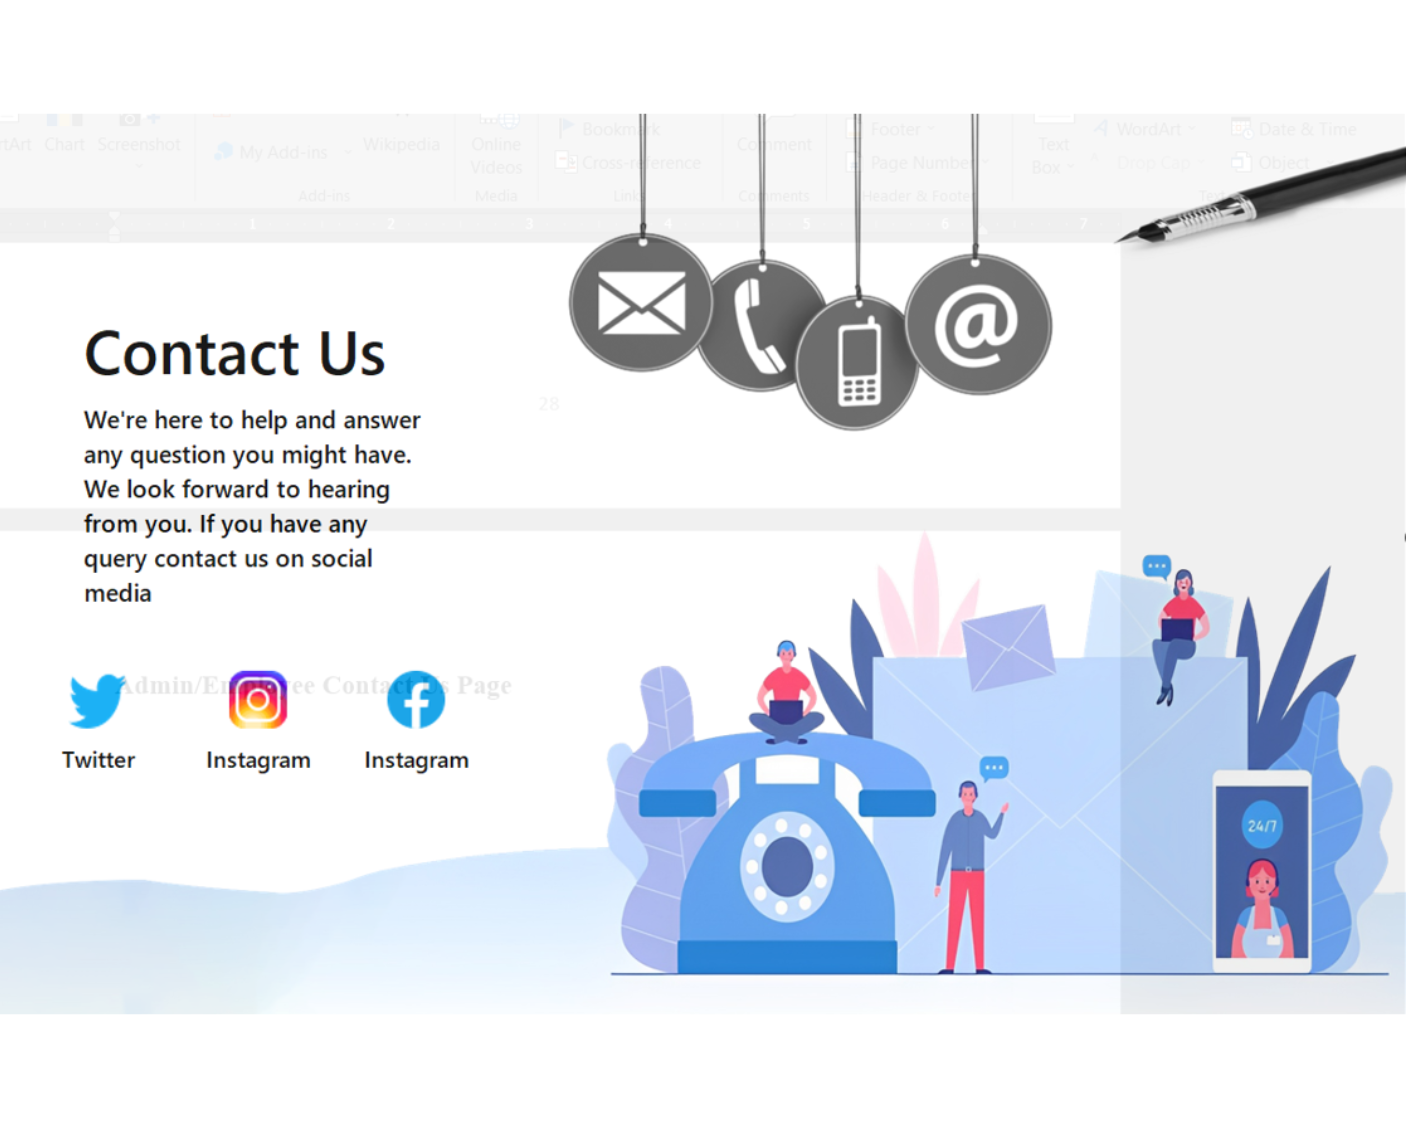 Chart
Screenshot
My Add-ins
Wikipedia
Online
Videos
Bookmark
Cross-reference
Comment
Footer
Page Number
Text
Box
WordArt
Drop Cap
Date & Time
Object
Add-ins
Media
Links
Comments
Header & Footer
1
2
3
4
5
6
7
Contact Us
We're here to help and answer
any question you might have.
We look forward to hearing
from you. If you have any
query contact us on social
media
28
Admin/Employee Contact Us Page
Twitter
Instagram
Instagram
24/7